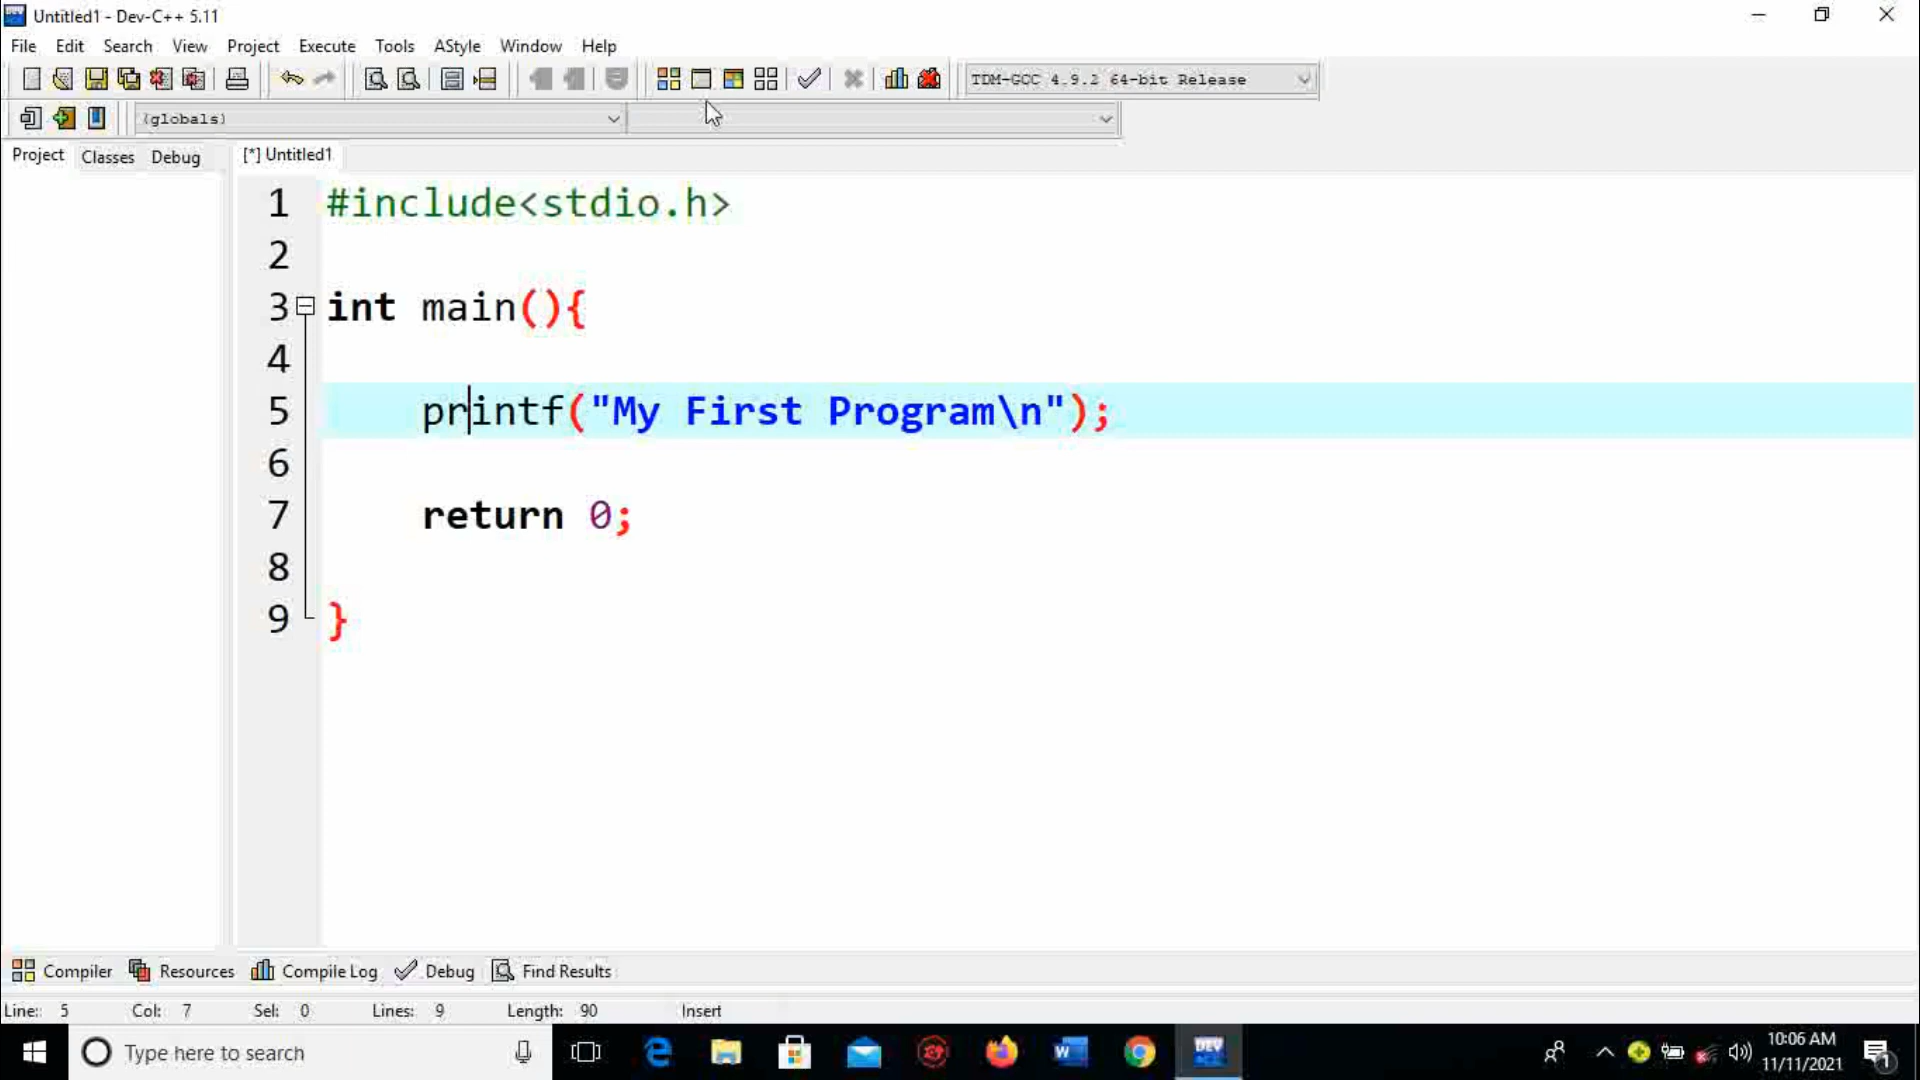 Untitled1 - Dev-C++ 5.11
File Edit Search View Project Execute Tools AStyle Window Help
TDM-GCC 4.9.2 64-bit Release
(globals)
Project Classes Debug [*] Untitled1
1 #include<stdio.h>
2
3 int main(){
4
5 printf("My First Program\n");
6
7 return 0;
8
9 }
Compiler Resources Compile Log Debug Find Results
Line: 5 Col: 7 Sel: 0 Lines: 9 Length: 90 Insert
Type here to search
W
DEV
10:06 AM
11/11/2021
1